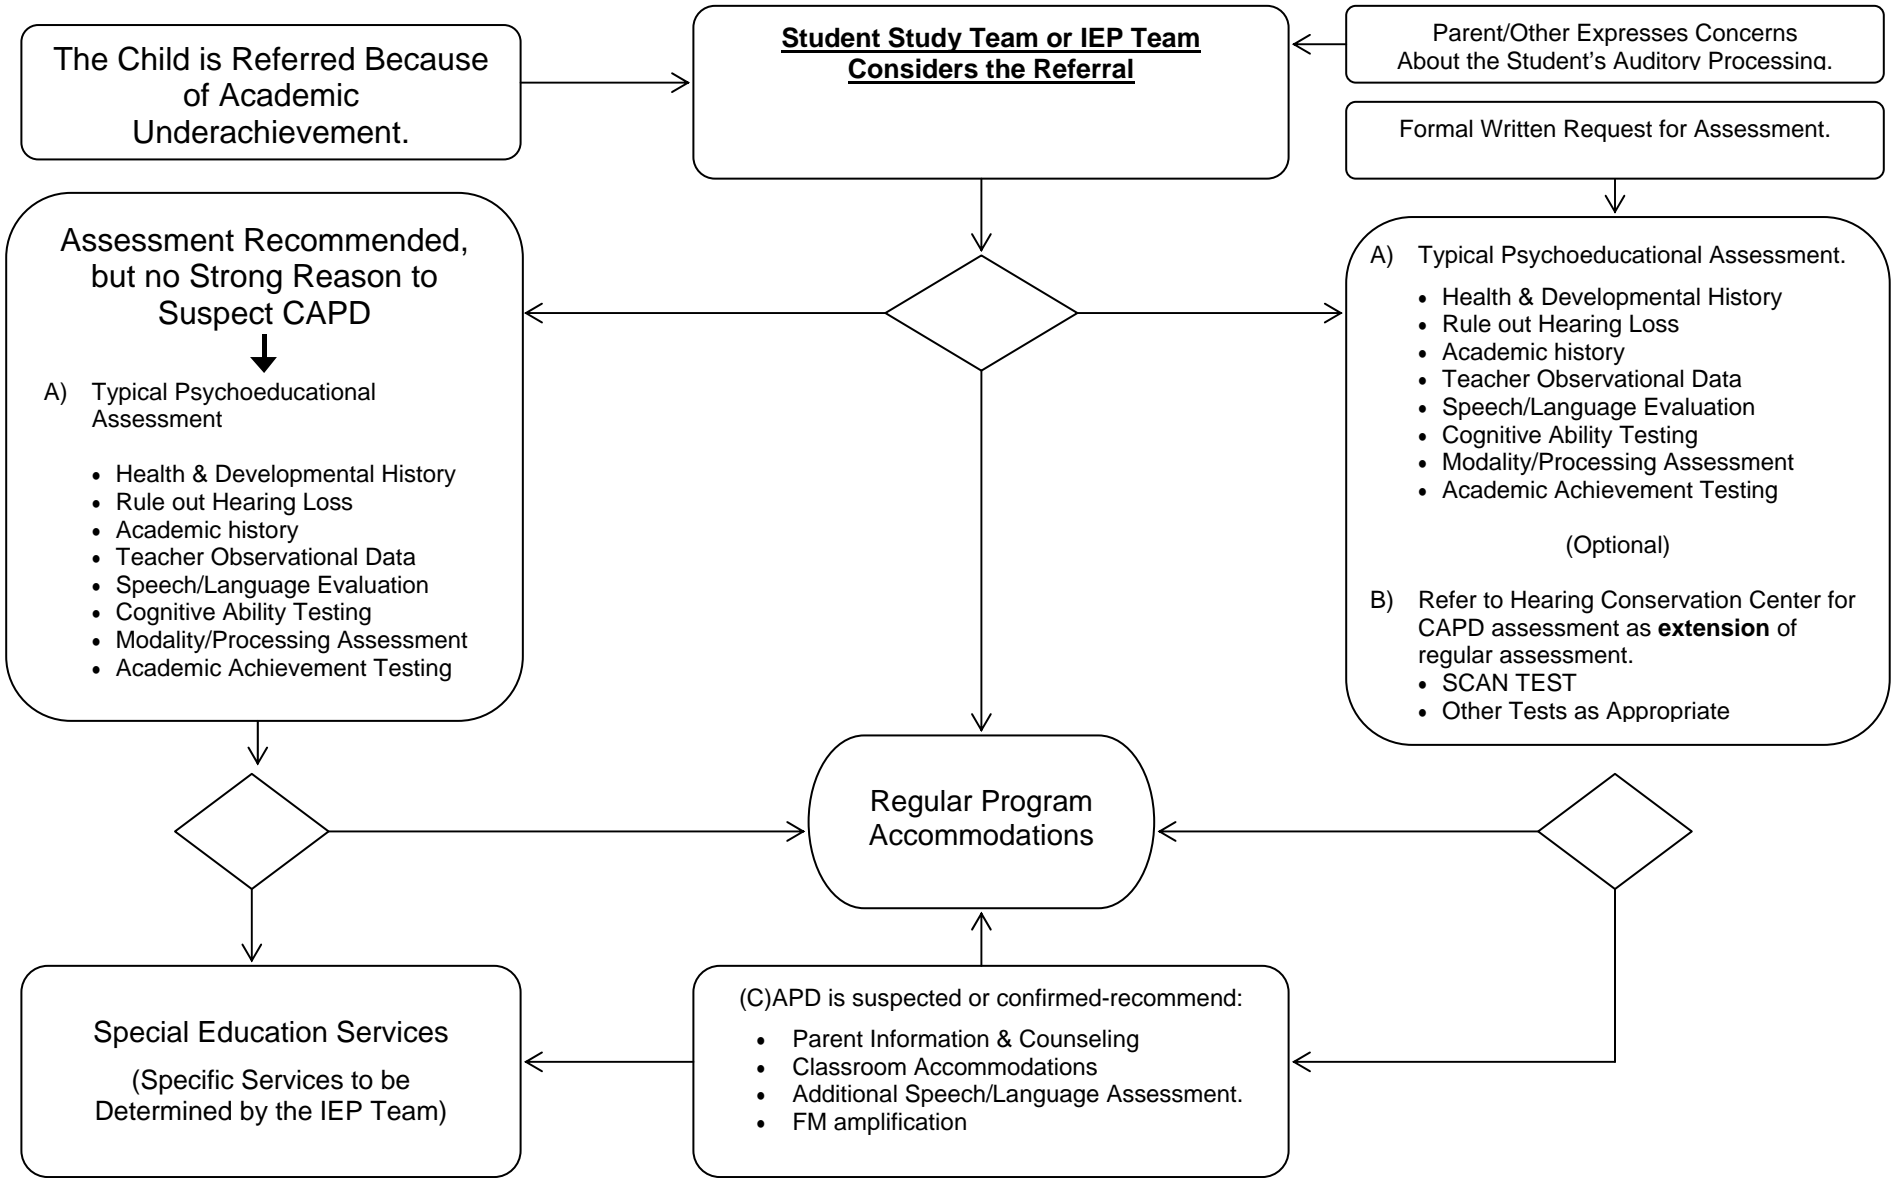 The Child is Referred Because
of Academic
Underachievement.
Student Study Team or IEP Team
Considers the Referral
Parent/Other Expresses Concerns
About the Student's Auditory Processing.
Formal Written Request for Assessment.
Assessment Recommended,
but no Strong Reason to
Suspect CAPD
A) Typical Psychoeducational
Assessment
• Health & Developmental History
• Rule out Hearing Loss
• Academic history
• Teacher Observational Data
• Speech/Language Evaluation
• Cognitive Ability Testing
• Modality/Processing Assessment
• Academic Achievement Testing
A) Typical Psychoeducational Assessment.
• Health & Developmental History
• Rule out Hearing Loss
• Academic history
• Teacher Observational Data
• Speech/Language Evaluation
• Cognitive Ability Testing
• Modality/Processing Assessment
• Academic Achievement Testing
(Optional)
B) Refer to Hearing Conservation Center for
CAPD assessment as extension of
regular assessment.
• SCAN TEST
• Other Tests as Appropriate
Regular Program
Accommodations
Special Education Services
(Specific Services to be
Determined by the IEP Team)
(C)APD is suspected or confirmed-recommend:
• Parent Information & Counseling
• Classroom Accommodations
• Additional Speech/Language Assessment.
• FM amplification